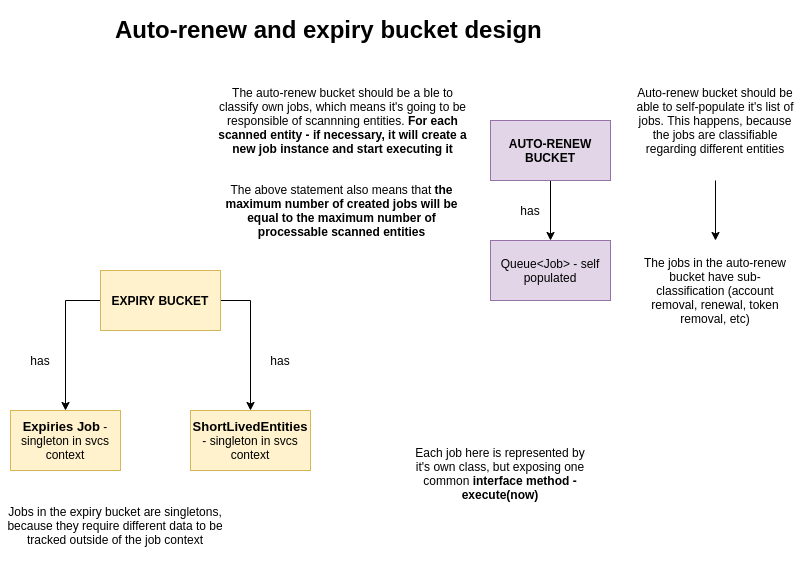 Auto-renew and expiry bucket design
The auto-renew bucket should be a ble to
classify own jobs, which means it's going to be
responsible of scannning entities. For each
scanned entity - if necessary, it will create a
new job instance and start executing it
The above statement also means that the
maximum number of created jobs will be
equal to the maximum number of
processable scanned entities
AUTO-RENEW
BUCKET
has
Queue<Job> - self
populated
Auto-renew bucket should be
able to self-populate it's list of
jobs. This happens, because
the jobs are classifiable
regarding different entities
The jobs in the auto-renew
bucket have sub-
classification (account
removal, renewal, token
removal, etc)
EXPIRY BUCKET
has
has
Expiries Job -
singleton in svcs
context
ShortLivedEntities
- singleton in svcs
context
Jobs in the expiry bucket are singletons,
because they require different data to be
tracked outside of the job context
Each job here is represented by
it's own class, but exposing one
common interface method -
execute(now)